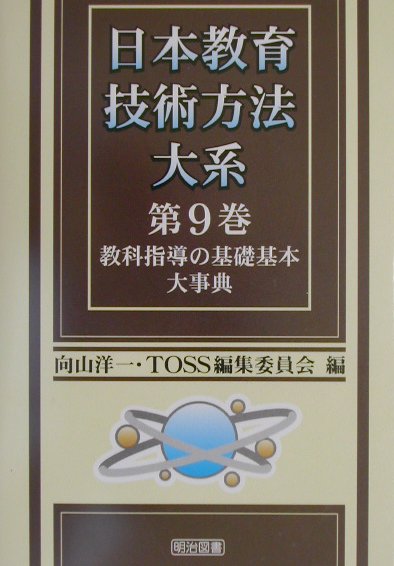 日本教育
技術方法
大系
第9巻
教科指導の基礎基本
大事典
向山洋一・TOSS編集委員会 編
明治図書